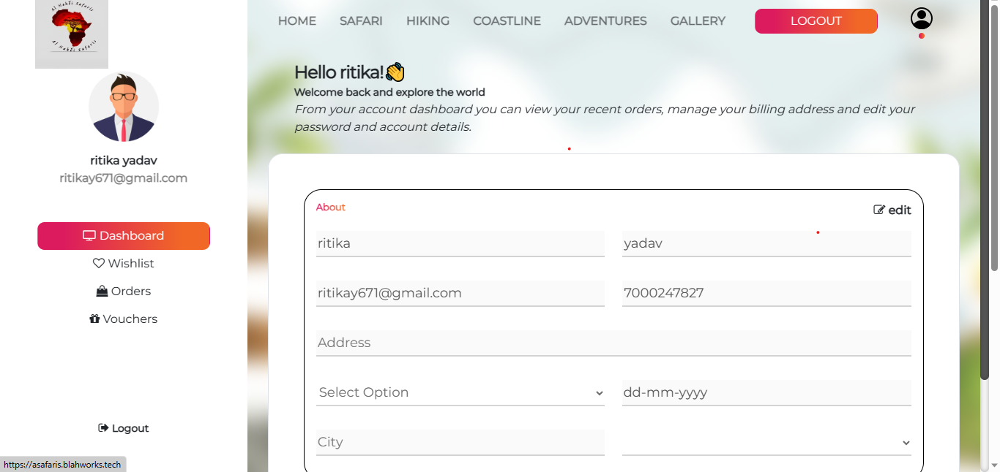 Al Nahdi Safaris
Al Nahdi Safaris
HOME SAFARI HIKING COASTLINE ADVENTURES GALLERY LOGOUT
Hello ritika!👋
Welcome back and explore the world
From your account dashboard you can view your recent orders, manage your billing address and edit your
password and account details.
ritika yadav
ritikay671@gmail.com
Dashboard
Wishlist
Orders
Vouchers
Logout
About
edit
ritika yadav
ritikay671@gmail.com 7000247827
Address
Select Option dd-mm-yyyy
City
https://asafaris.blahworks.tech